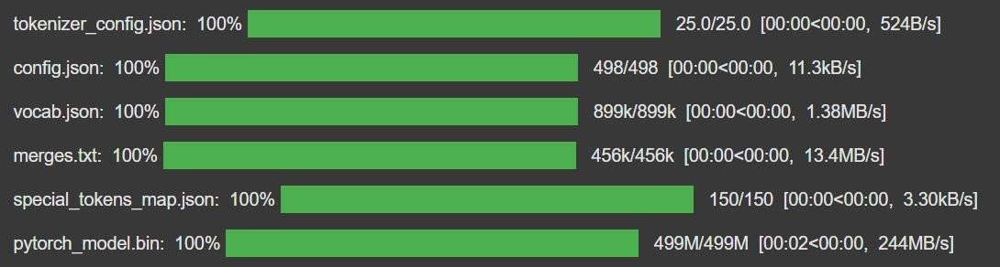 tokenizer_config.json: 100% 25.0/25.0 [00:00<00:00, 524B/s]
config.json: 100% 498/498 [00:00<00:00, 11.3kB/s]
vocab.json: 100% 899k/899k [00:00<00:00, 1.38MB/s]
merges.txt: 100% 456k/456k [00:00<00:00, 13.4MB/s]
special_tokens_map.json: 100% 150/150 [00:00<00:00, 3.30kB/s]
pytorch_model.bin: 100% 499M/499M [00:02<00:00, 244MB/s]